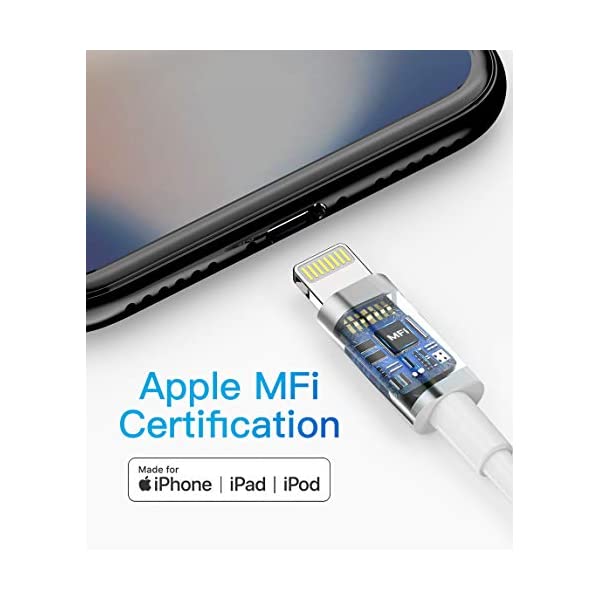 MFi
Apple MFi
Certification
Made for
iPhone | iPad | iPod